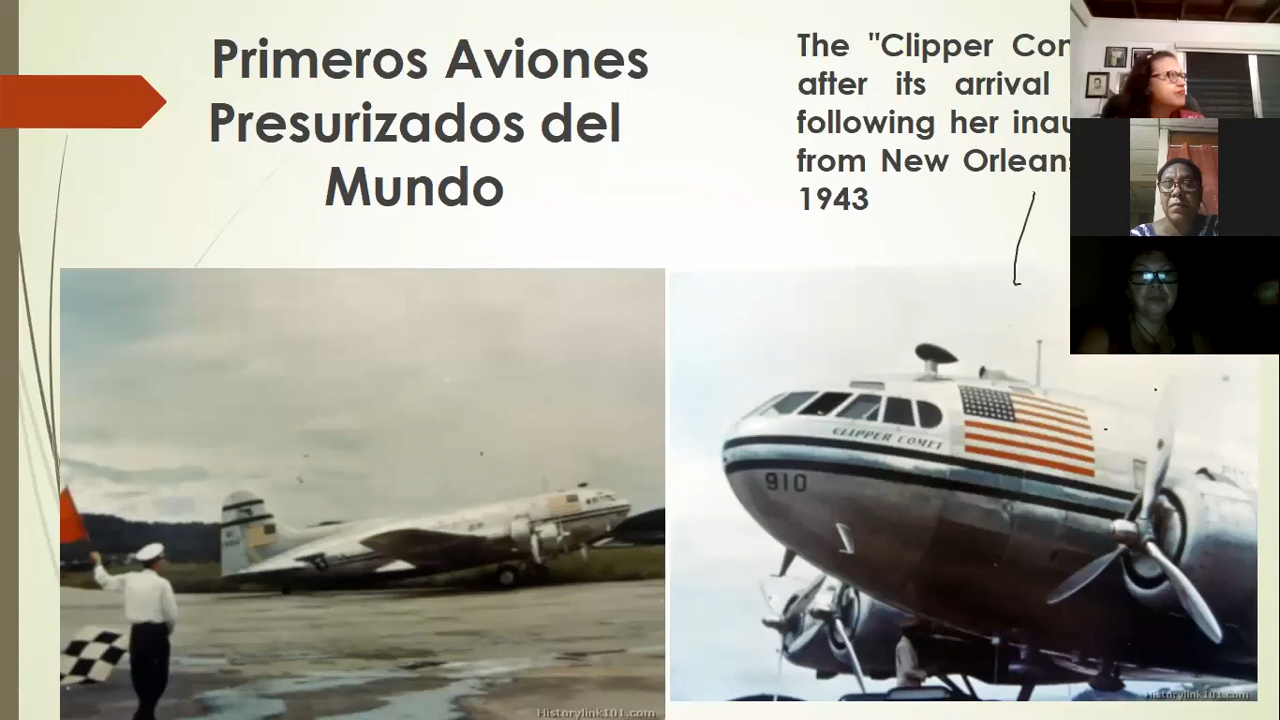 Primeros Aviones
Presurizados del
Mundo
The "Clipper
after its arrival
following her
from New
1943
CLIPPER COMET
910
Historylink101.com
Historylink101.com